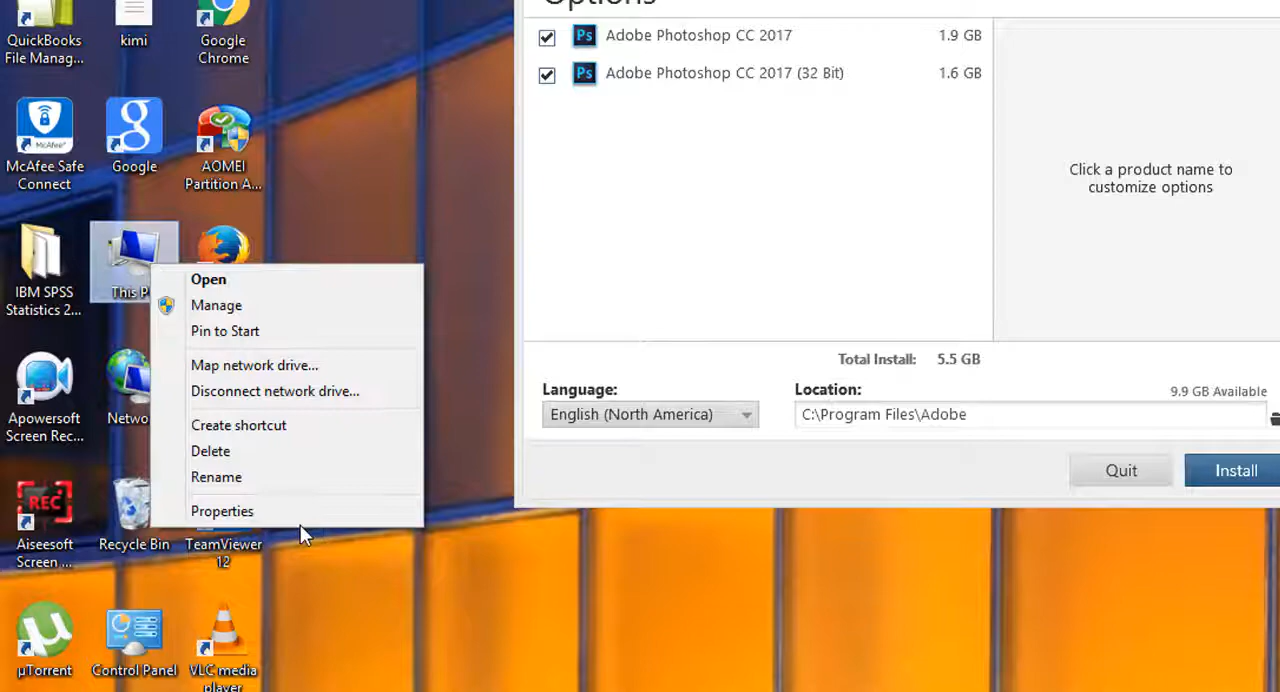 QuickBooks
File Manag...
kimi
Google
Chrome
McAfee
McAfee Safe
Connect
g
Google
AOMEI
Partition A...
IBM SPSS
Statistics 2...
This P
Apowersoft
Screen Rec...
Netwo
REC
Aiseesoft
Screen ...
Recycle Bin
TeamViewer
12
µTorrent
Control Panel
VLC media
player
Open
Manage
Pin to Start
Map network drive...
Disconnect network drive...
Create shortcut
Delete
Rename
Properties
Options
Ps Adobe Photoshop CC 2017 1.9 GB
Ps Adobe Photoshop CC 2017 (32 Bit) 1.6 GB
Click a product name to
customize options
Total Install: 5.5 GB
Language:
English (North America)
Location:
9.9 GB Available
C:\Program Files\Adobe
Quit
Install